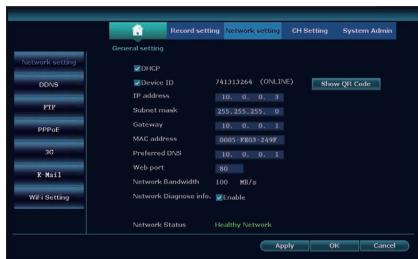 Record setting Network setting CH Setting System Admin
General setting
Network setting
DDNS
FTP
PPPoE
3G
E-Mail
WiFi Setting
DHCP
Device ID 741313264 (ONLINE) Show QR Code
IP address 10. 0. 0. 3
Subnet mask 255.255.255. 0
Gateway 10. 0. 0. 1
MAC address 0005-FE03-249F
Preferred DNS 10. 0. 0. 1
Web port 80
Network Bandwidth 100 MB/s
Network Diagnose info. Enable
Network Status Healthy Network
Apply OK Cancel